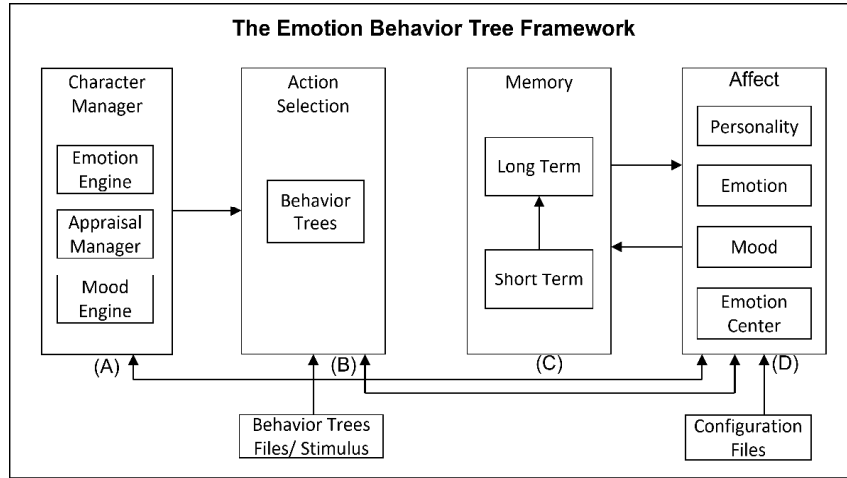 The Emotion Behavior Tree Framework
Character
Manager
Emotion
Engine
Appraisal
Manager
Mood
Engine
(A)
Action
Selection
Behavior
Trees
(B)
Memory
Long Term
Short Term
(C)
Affect
Personality
Emotion
Mood
Emotion
Center
(D)
Behavior Trees
Files/ Stimulus
Configuration
Files